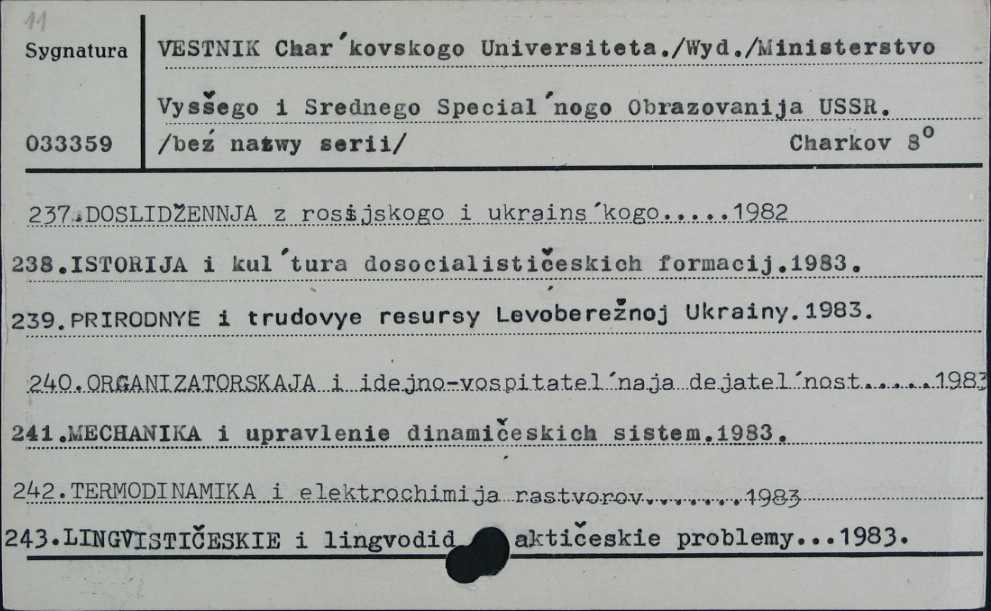 11
Sygnatura
VESTNIK Char´kovskogo Universiteta./Wyd./Ministerstvo
Vysšego i Srednego Special´nogo Obrazovanija USSR.
033359 /beź nazwy serii/ Charkov 8º
237.DOSLIDŽENNJA z rosijskogo i ukrains´kogo.....1982
238.ISTORIJA i kul´tura dosocialističeskich formacij.1983.
239.PRIRODNYE i trudovye resursy Levoberežnoj Ukrainy.1983.
240.ORGANIZATORSKAJA i idejno-vospitatel´naja dejatel´nost......1983
241.MECHANIKA i upravlenie dinamičeskich sistem.1983.
242.TERMODINAMIKA i elektrochimija rastvorov........1983
243.LINGVISTIČESKIE i lingvodid aktičeskie problemy...1983.